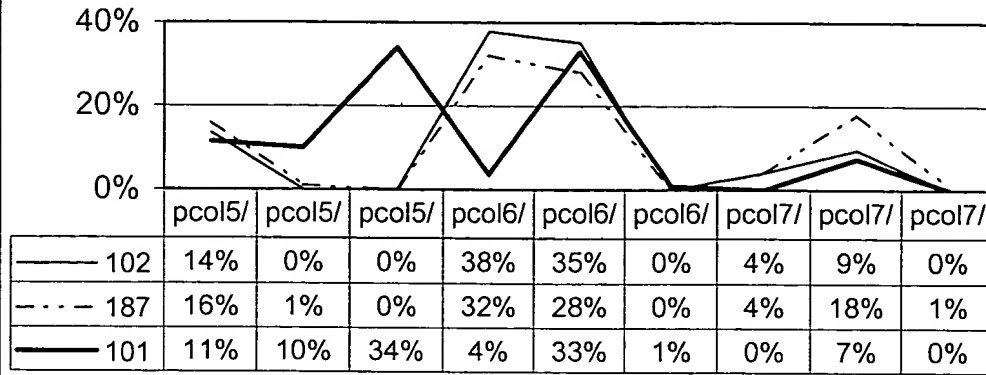 40%
20%
0%
pcol5/ pcol5/ pcol5/ pcol6/ pcol6/ pcol6/ pcol7/ pcol7/ pcol7/
102 14% 0% 0% 38% 35% 0% 4% 9% 0%
187 16% 1% 0% 32% 28% 0% 4% 18% 1%
101 11% 10% 34% 4% 33% 1% 0% 7% 0%